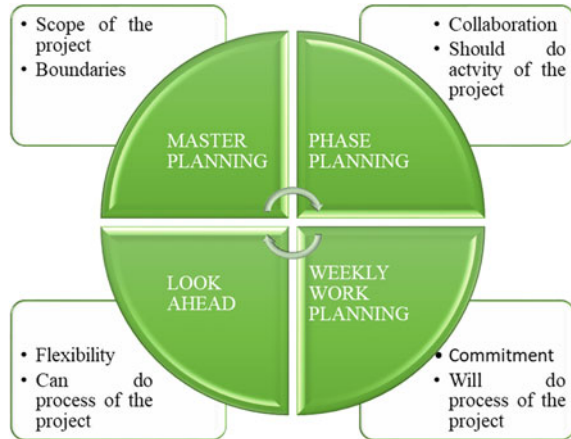 • Scope of the
project
• Boundaries
• Collaboration
• Should do
actvity of the
project
MASTER
PLANNING
PHASE
PLANNING
LOOK
AHEAD
WEEKLY
WORK
PLANNING
• Flexibility
• Can do
process of the
project
• Commitment
• Will do
process of the
project